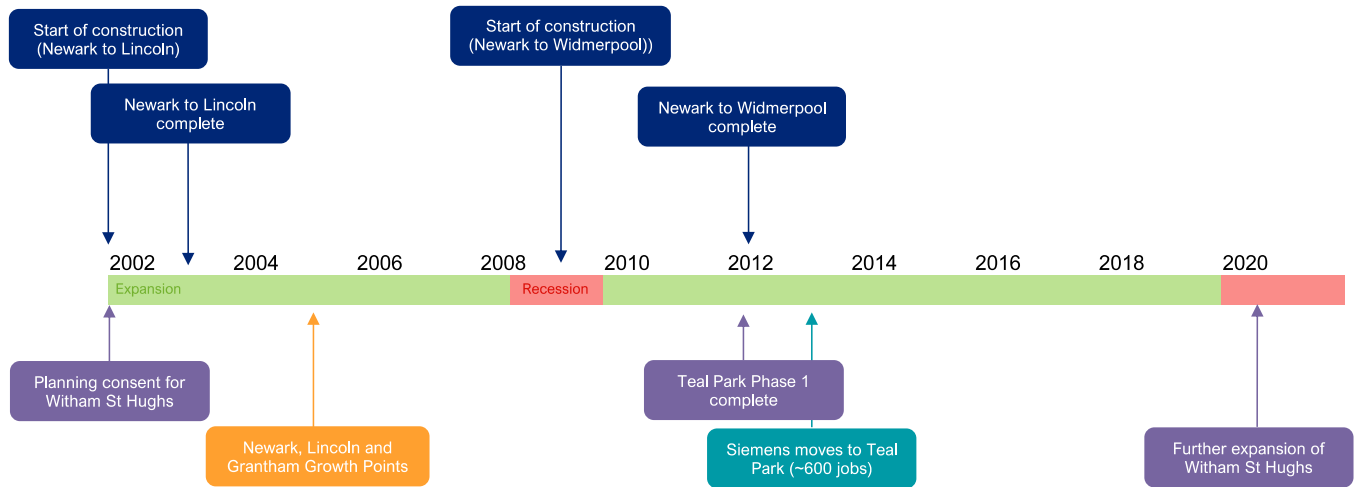 Start of construction
(Newark to Lincoln)
Start of construction
(Newark to Widmerpool))
Newark to Lincoln
complete
Newark to Widmerpool
complete
2002 2004 2006 2008 2010 2012 2014 2016 2018 2020
Expansion Recession
Planning consent for
Witham St Hughs
Teal Park Phase 1
complete
Newark, Lincoln and
Grantham Growth Points
Siemens moves to Teal
Park (~600 jobs)
Further expansion of
Witham St Hughs